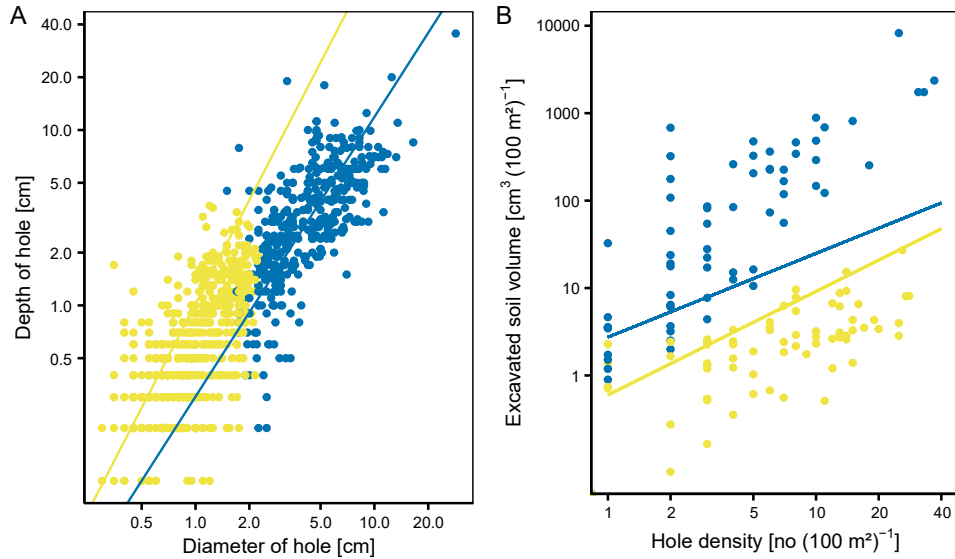 A
40.0
20.0
10.0
5.0
2.0
1.0
0.5
Depth of hole [cm]
0.5 1.0 2.0 5.0 10.0 20.0
Diameter of hole [cm]
B
10000
1000
100
10
1
Excavated soil volume [cm³ (100 m²)⁻¹]
1 2 5 10 20 40
Hole density [no (100 m²)⁻¹]